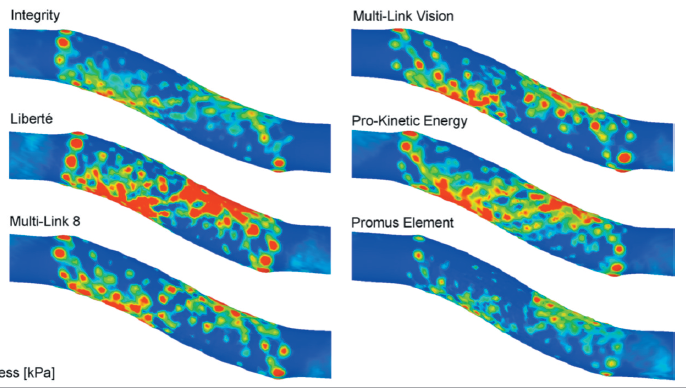 Integrity
Multi-Link Vision
Liberté
Pro-Kinetic Energy
Multi-Link 8
Promus Element
ess [kPa]